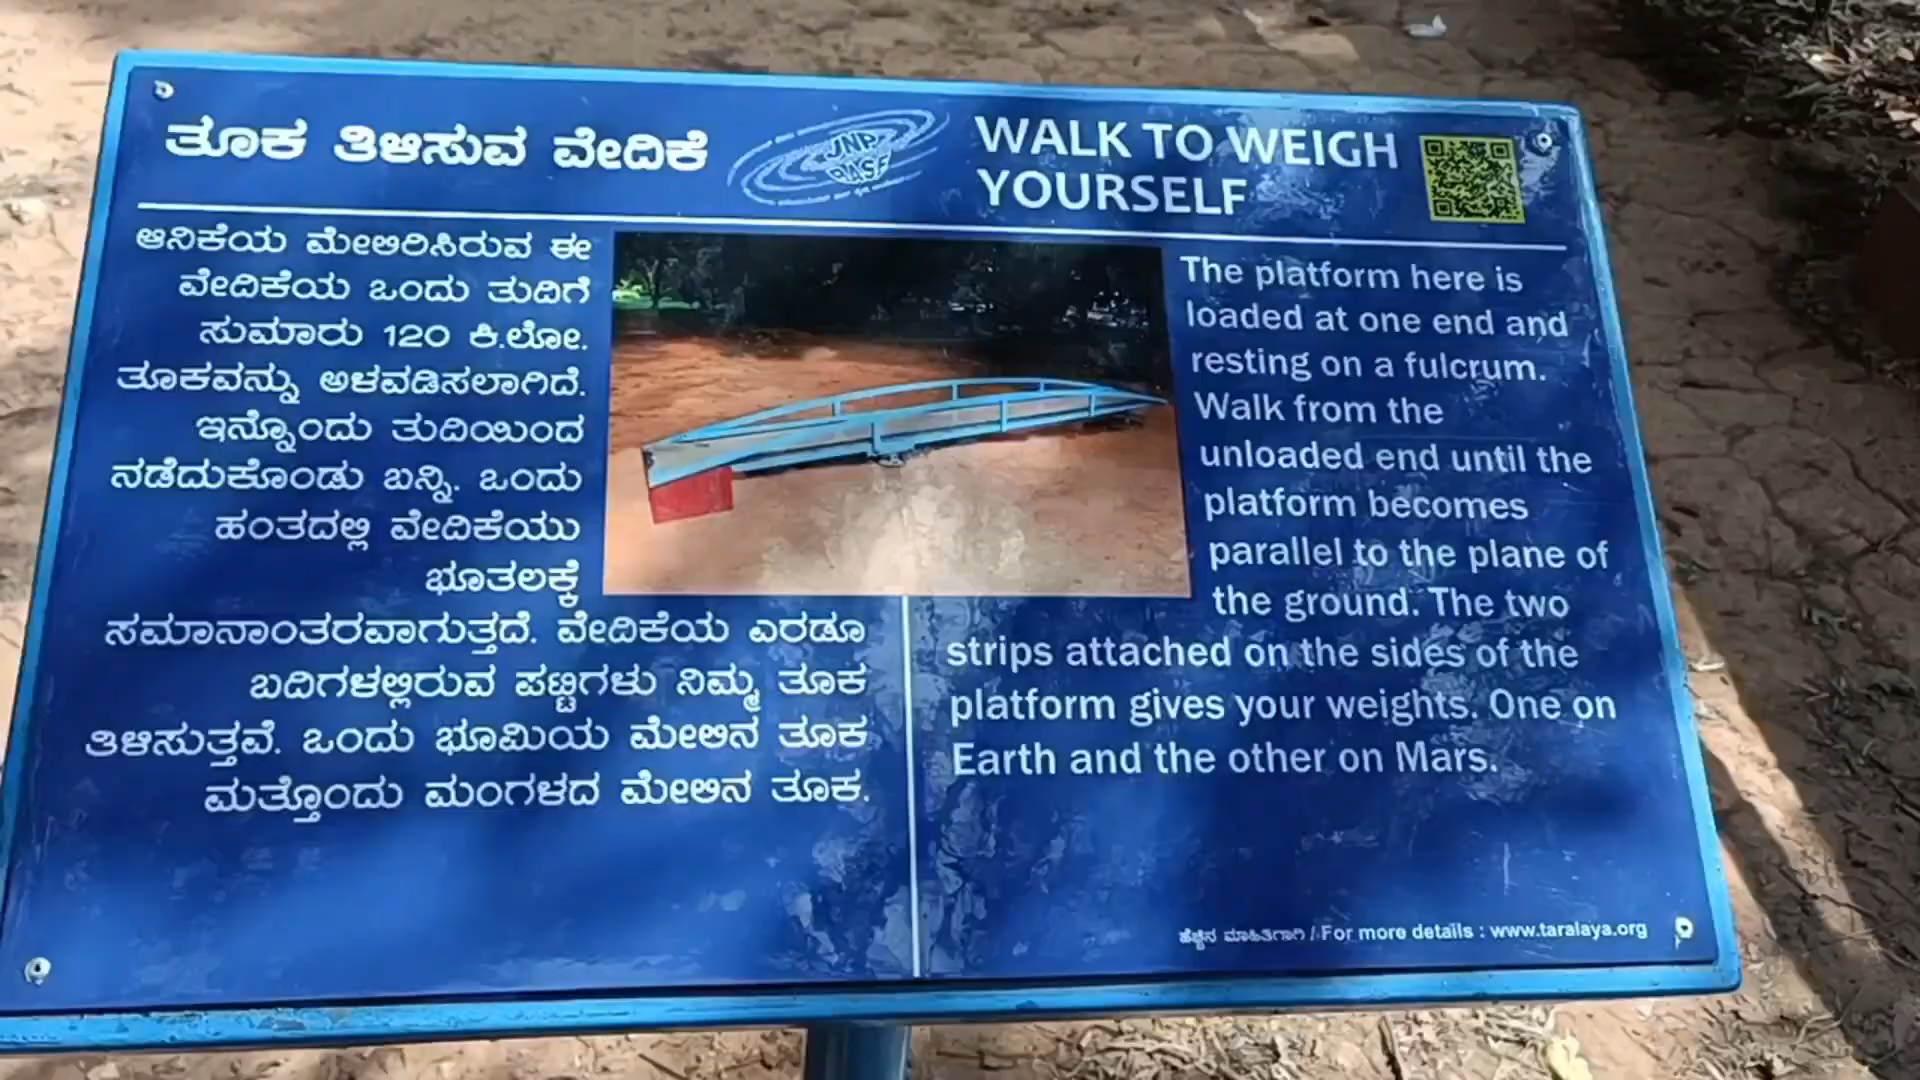 ತೂಕ ತಿಳಿಸುವ ವೇದಿಕೆ
JNP
BASE
WALK TO WEIGH
YOURSELF
ಆನಿಕೆಯ ಮೇಲಿರಿಸಿರುವ ಈ
ವೇದಿಕೆಯ ಒಂದು ತುದಿಗೆ
ಸುಮಾರು 120 ಕಿ.ಲೋ.
ತೂಕವನ್ನು ಅಳವಡಿಸಲಾಗಿದೆ.
ಇನ್ನೊಂದು ತುದಿಯಿಂದ
ನಡೆದುಕೊಂಡು ಬನ್ನಿ. ಒಂದು
ಹಂತದಲ್ಲಿ ವೇದಿಕೆಯು
ಭೂತಲಕ್ಕೆ
ಸಮಾನಾಂತರವಾಗುತ್ತದೆ. ವೇದಿಕೆಯ ಎರಡೂ
ಬದಿಗಳಲ್ಲಿರುವ ಪಟ್ಟಿಗಳು ನಿಮ್ಮ ತೂಕ
ತಿಳಿಸುತ್ತವೆ. ಒಂದು ಭೂಮಿಯ ಮೇಲಿನ ತೂಕ
ಮತ್ತೊಂದು ಮಂಗಳದ ಮೇಲಿನ ತೂಕ.
The platform here is
loaded at one end and
resting on a fulcrum.
Walk from the
unloaded end until the
platform becomes
parallel to the plane of
the ground. The two
strips attached on the sides of the
platform gives your weights. One on
Earth and the other on Mars.
ಹೆಚ್ಚಿನ ಮಾಹಿತಿಗಾಗಿ / For more details : www.taralaya.org